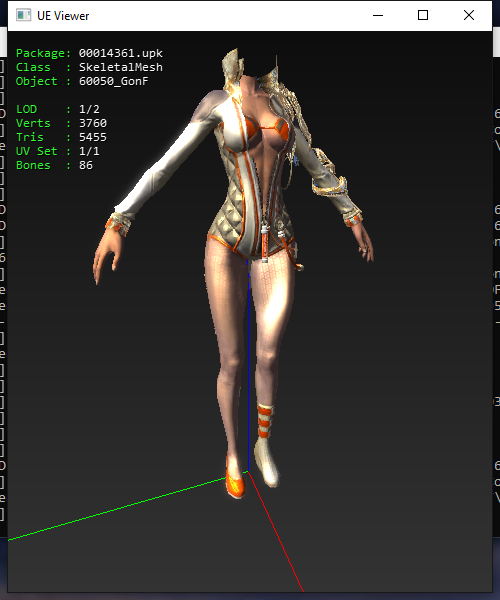 UE Viewer
Package: 00014361.upk
Class  : SkeletalMesh
Object : 60050_GonF
LOD    : 1/2
Verts  : 3760
Tris   : 5455
UV Set : 1/1
Bones  : 86